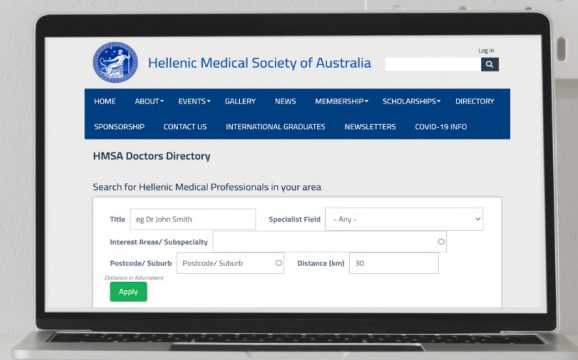 Hellenic Medical Society of Australia
Log in
HOME ABOUT EVENTS GALLERY NEWS MEMBERSHIP SCHOLARSHIPS DIRECTORY
SPONSORSHIP CONTACT US INTERNATIONAL GRADUATES NEWSLETTERS COVID-19 INFO
HMSA Doctors Directory
Search for Hellenic Medical Professionals in your area
Title eg Dr John Smith Specialist Field - Any -
Interest Areas/ Subspecialty
Postcode/ Suburb Postcode/ Suburb Distance (km) 30
Distance in Kilometers
Apply